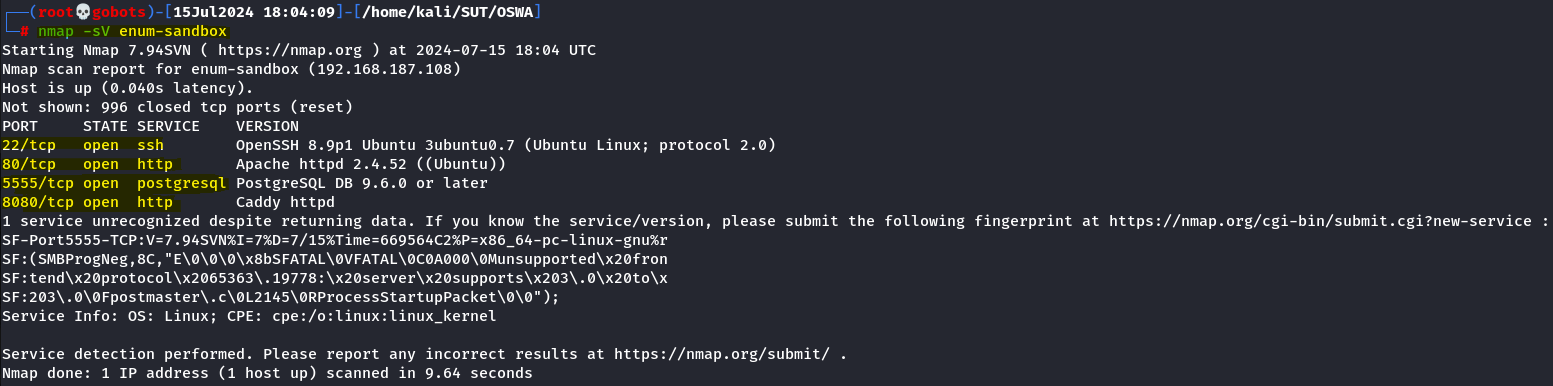 ┌──(root💀gobots)-[15Jul2024 18:04:09]-[/home/kali/SUT/OSWA]
└─# nmap -sV enum-sandbox
Starting Nmap 7.94SVN ( https://nmap.org ) at 2024-07-15 18:04 UTC
Nmap scan report for enum-sandbox (192.168.187.108)
Host is up (0.040s latency).
Not shown: 996 closed tcp ports (reset)
PORT     STATE SERVICE    VERSION
22/tcp   open  ssh        OpenSSH 8.9p1 Ubuntu 3ubuntu0.7 (Ubuntu Linux; protocol 2.0)
80/tcp   open  http       Apache httpd 2.4.52 ((Ubuntu))
5555/tcp open  postgresql PostgreSQL DB 9.6.0 or later
8080/tcp open  http       Caddy httpd
1 service unrecognized despite returning data. If you know the service/version, please submit the following fingerprint at https://nmap.org/cgi-bin/submit.cgi?new-service :
SF-Port5555-TCP:V=7.94SVN%I=7%D=7/15%Time=669564C2%P=x86_64-pc-linux-gnu%r
SF:(SMBProgNeg,8C,"E\0\0\0\x8bSFATAL\0VFATAL\0C0A000\0Munsupported\x20fron
SF:tend\x20protocol\x2065363\.19778:\x20server\x20supports\x203\.0\x20to\x
SF:203\.0\0Fpostmaster\.c\0L2145\0RProcessStartupPacket\0\0");
Service Info: OS: Linux; CPE: cpe:/o:linux:linux_kernel

Service detection performed. Please report any incorrect results at https://nmap.org/submit/ .
Nmap done: 1 IP address (1 host up) scanned in 9.64 seconds